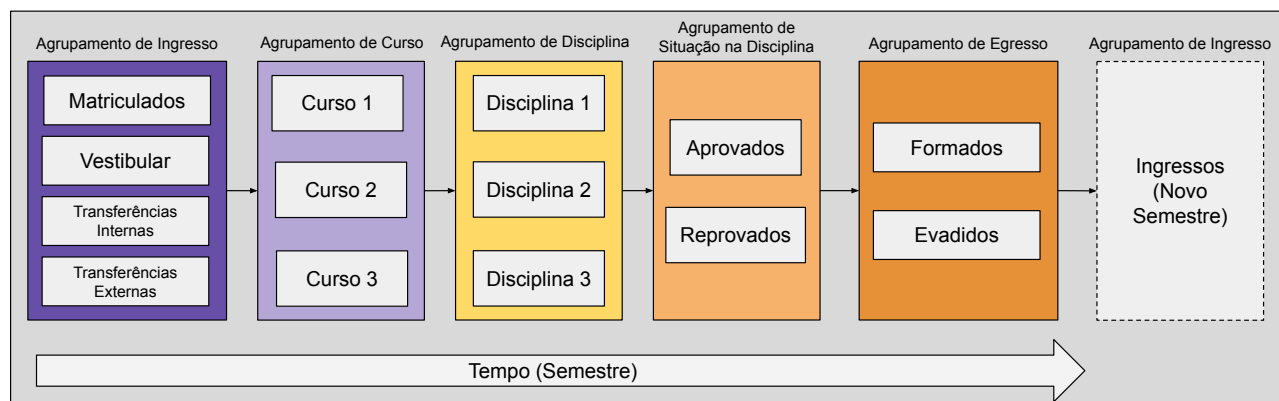 Agrupamento de Ingresso
Matriculados
Vestibular
Transferências
Internas
Transferências
Externas
Agrupamento de Curso
Curso 1
Curso 2
Curso 3
Agrupamento de Disciplina
Disciplina 1
Disciplina 2
Disciplina 3
Agrupamento de
Situação na Disciplina
Aprovados
Reprovados
Agrupamento de Egresso
Formados
Evadidos
Agrupamento de Ingresso
Ingressos
(Novo
Semestre)
Tempo (Semestre)